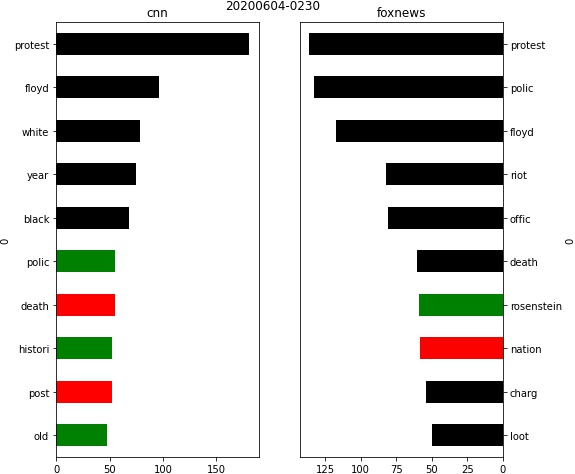 20200604-0230
cnn
foxnews
protest
floyd
white
year
black
polic
death
histori
post
old
0
0 50 100 150
protest
polic
floyd
riot
offic
death
rosenstein
nation
charg
loot
0
125 100 75 50 25 0